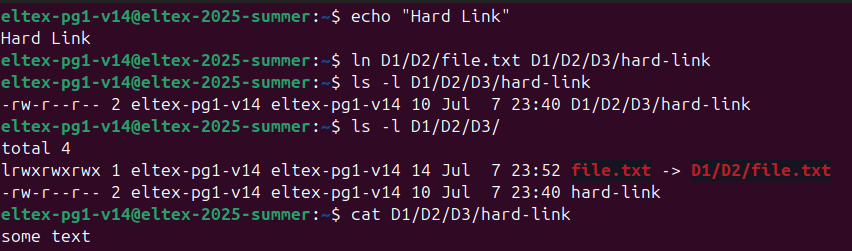 eltex-pg1-v14@eltex-2025-summer:~$ echo "Hard Link"
Hard Link
eltex-pg1-v14@eltex-2025-summer:~$ ln D1/D2/file.txt D1/D2/D3/hard-link
eltex-pg1-v14@eltex-2025-summer:~$ ls -l D1/D2/D3/hard-link
-rw-r--r-- 2 eltex-pg1-v14 eltex-pg1-v14 10 Jul  7 23:40 D1/D2/D3/hard-link
eltex-pg1-v14@eltex-2025-summer:~$ ls -l D1/D2/D3/
total 4
lrwxrwxrwx 1 eltex-pg1-v14 eltex-pg1-v14 14 Jul  7 23:52 file.txt -> D1/D2/file.txt
-rw-r--r-- 2 eltex-pg1-v14 eltex-pg1-v14 10 Jul  7 23:40 hard-link
eltex-pg1-v14@eltex-2025-summer:~$ cat D1/D2/D3/hard-link
some text